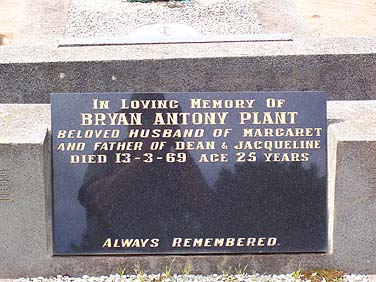 In Loving Memory Of
BRYAN ANTONY PLANT
BELOVED HUSBAND OF MARGARET
AND FATHER OF DEAN & JACQUELINE
DIED 13-3-69 AGE 25 YEARS
ALWAYS REMEMBERED.